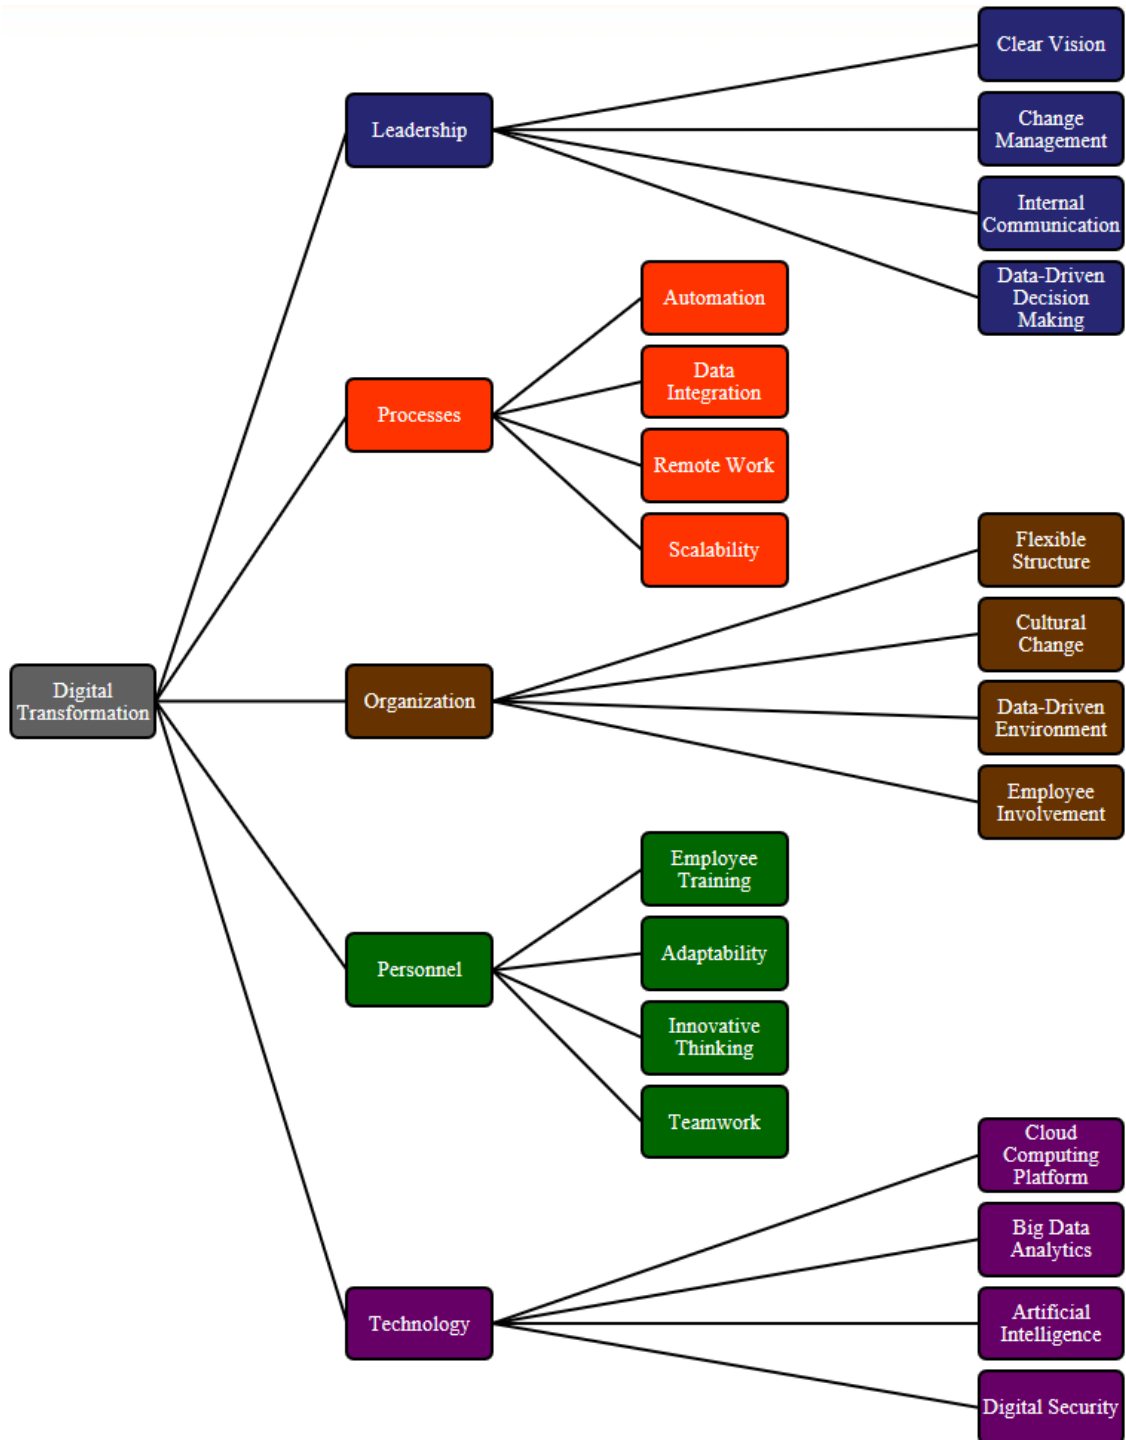 Clear Vision
Leadership
Change
Management
Internal
Communication
Data-Driven
Decision
Making
Automation
Data
Integration
Processes
Remote Work
Scalability
Flexible
Structure
Cultural
Change
Digital
Transformation
Organization
Data-Driven
Environment
Employee
Involvement
Employee
Training
Adaptability
Personnel
Innovative
Thinking
Teamwork
Cloud
Computing
Platform
Big Data
Analytics
Technology
Artificial
Intelligence
Digital Security